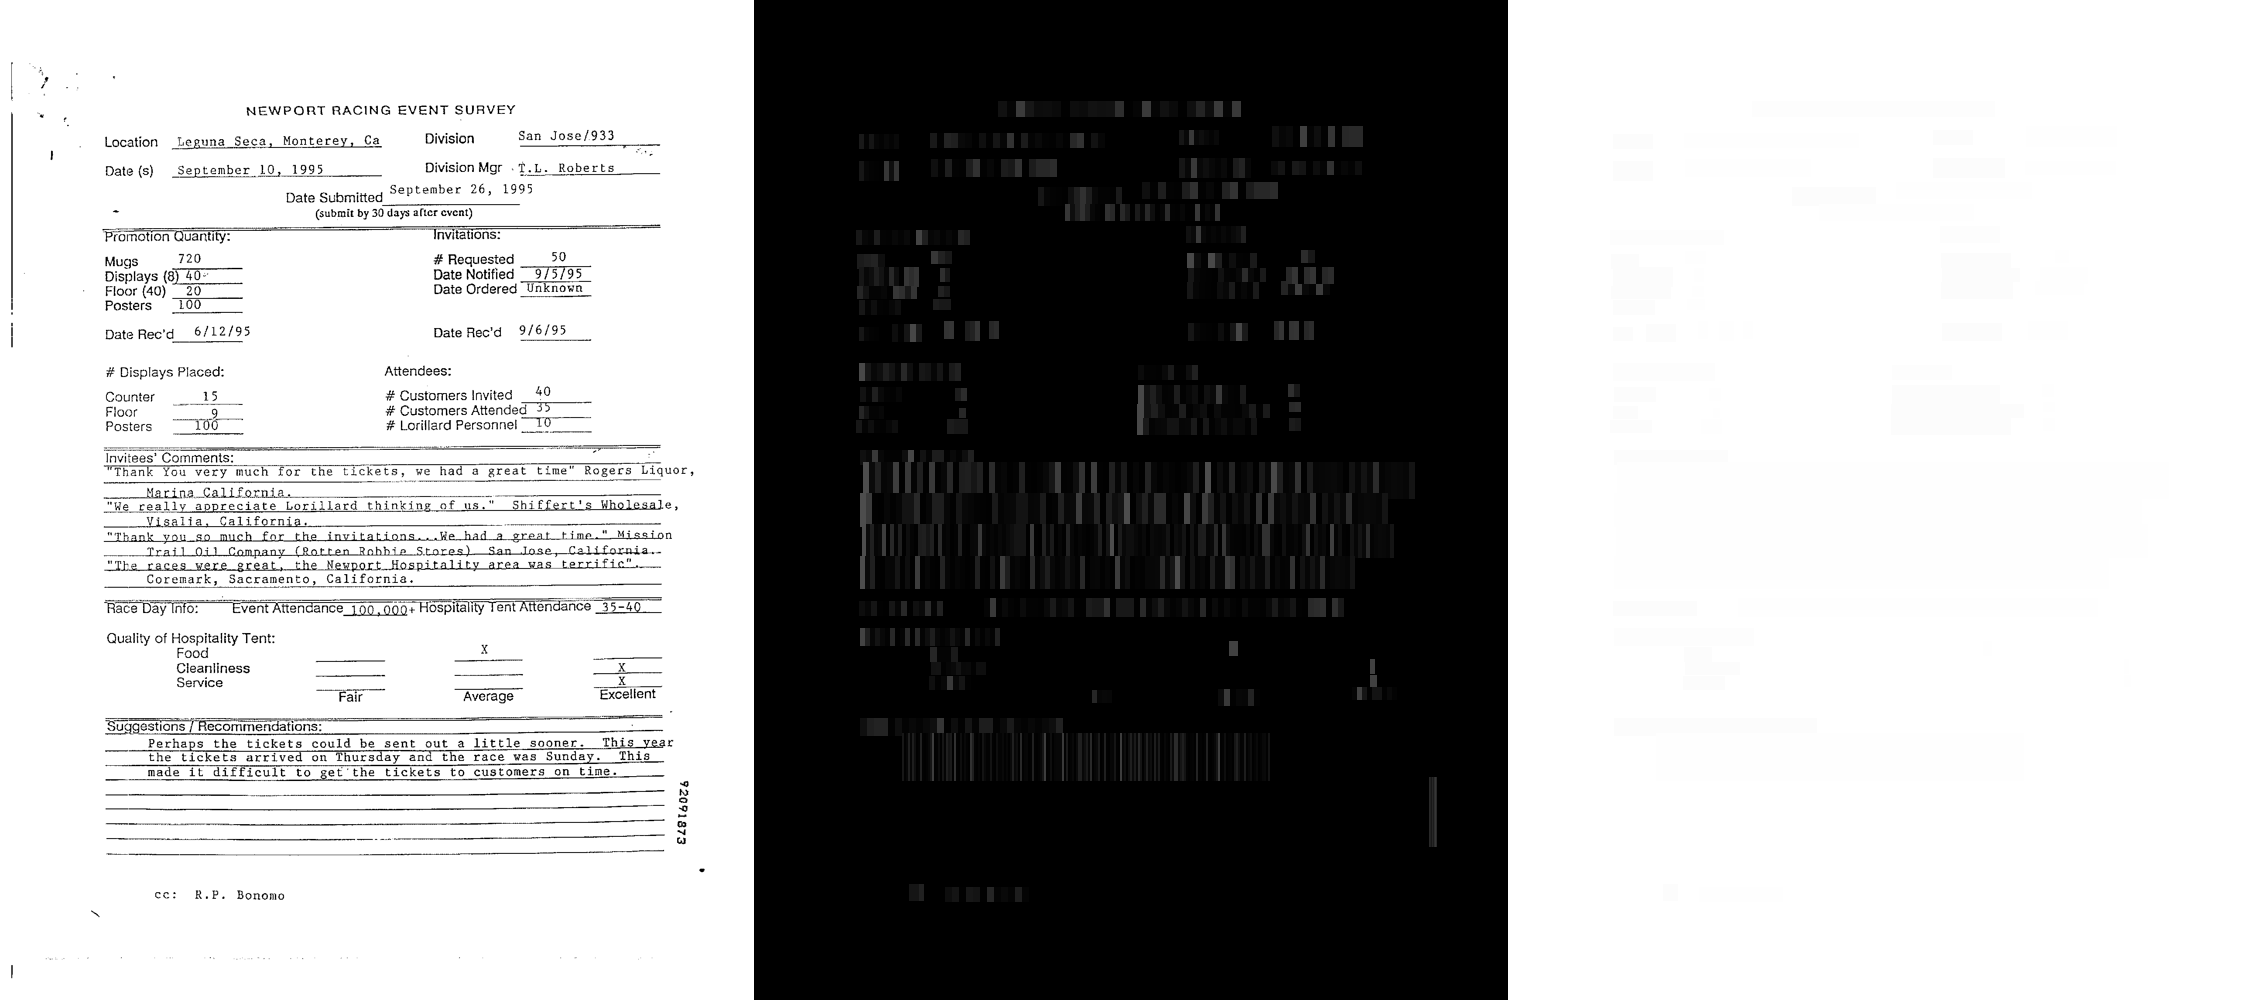 NEWPORT RACING EVENT SURVEY
Location Leguna Seca, Monterey, Ca Division San Jose/933
Date (s) September 10, 1995 Division Mgr T.L. Roberts
Date Submitted September 26, 1995
(submit by 30 days after event)
Promotion Quantity: Invitations:
Mugs 720 # Requested 50
Displays (8) 40 Date Notified 9/5/95
Floor (40) 20 Date Ordered Unknown
Posters 100
Date Rec'd 6/12/95 Date Rec'd 9/6/95
# Displays Placed: Attendees:
Counter 15 # Customers Invited 40
Floor 9 # Customers Attended 35
Posters 100 # Lorillard Personnel 10
Invitees' Comments:
"Thank You very much for the tickets, we had a great time" Rogers Liquor,
Marina California.
"We really appreciate Lorillard thinking of us." Shiffert's Wholesale,
Visalia, California.
"Thank you so much for the invitations...We had a great time." Mission
Trail Oil Company (Rotten Robbie Stores) San Jose, California.
"The races were great, the Newport Hospitality area was terrific".
Coremark, Sacramento, California.
Race Day Info: Event Attendance 100,000+ Hospitality Tent Attendance 35-40
Quality of Hospitality Tent:
Food X
Cleanliness X
Service X
Fair Average Excellent
Suggestions / Recommendations:
Perhaps the tickets could be sent out a little sooner. This year
the tickets arrived on Thursday and the race was Sunday. This
made it difficult to get the tickets to customers on time.
92091873
cc: R.P. Bonomo